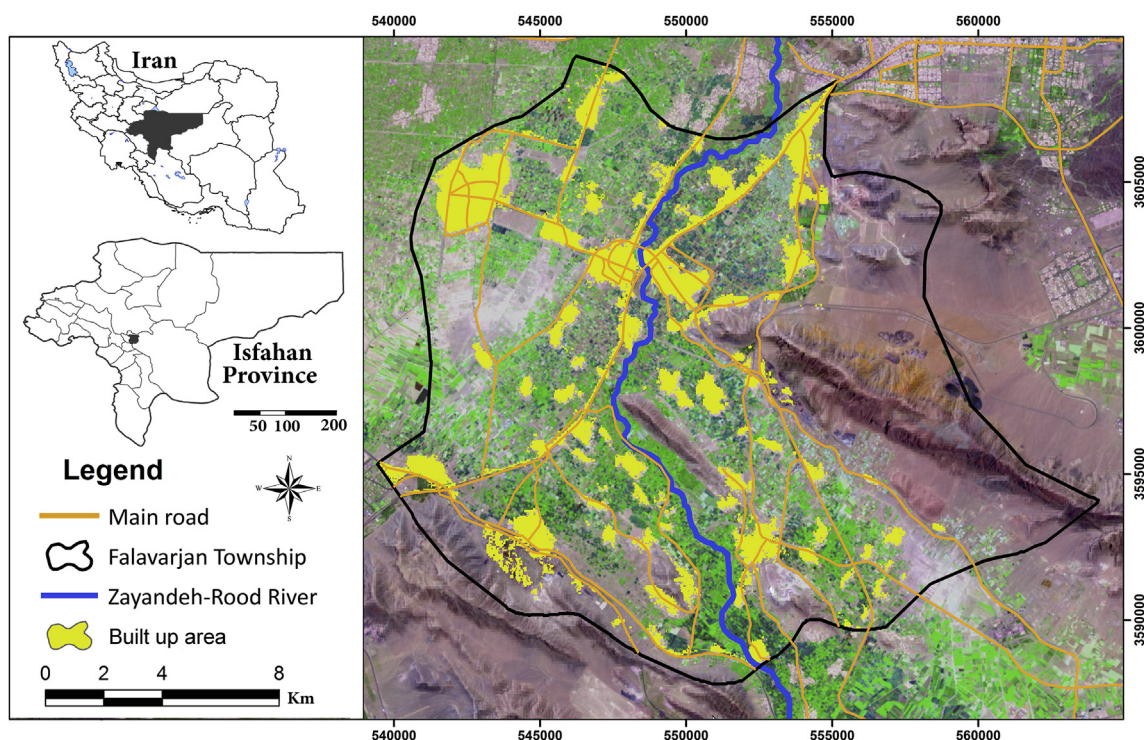 540000 545000 550000 555000 560000
Iran
Isfahan
Province
50 100 200
Legend
N
W E
S
Main road
Falavarjan Township
Zayandeh-Rood River
Built up area
0 2 4 8
Km
3605000
3600000
3595000
3590000
540000 545000 550000 555000 560000